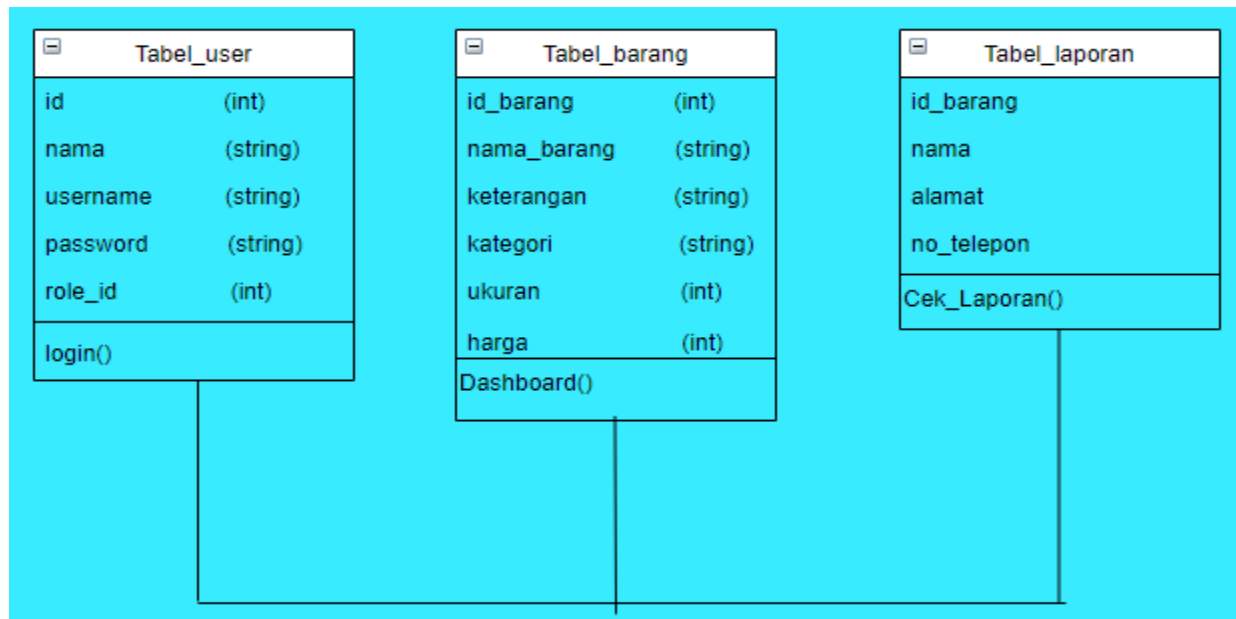 Tabel_user
id (int)
nama (string)
username (string)
password (string)
role_id (int)
login()
Tabel_barang
id_barang (int)
nama_barang (string)
keterangan (string)
kategori (string)
ukuran (int)
harga (int)
Dashboard()
Tabel_laporan
id_barang
nama
alamat
no_telepon
Cek_Laporan()